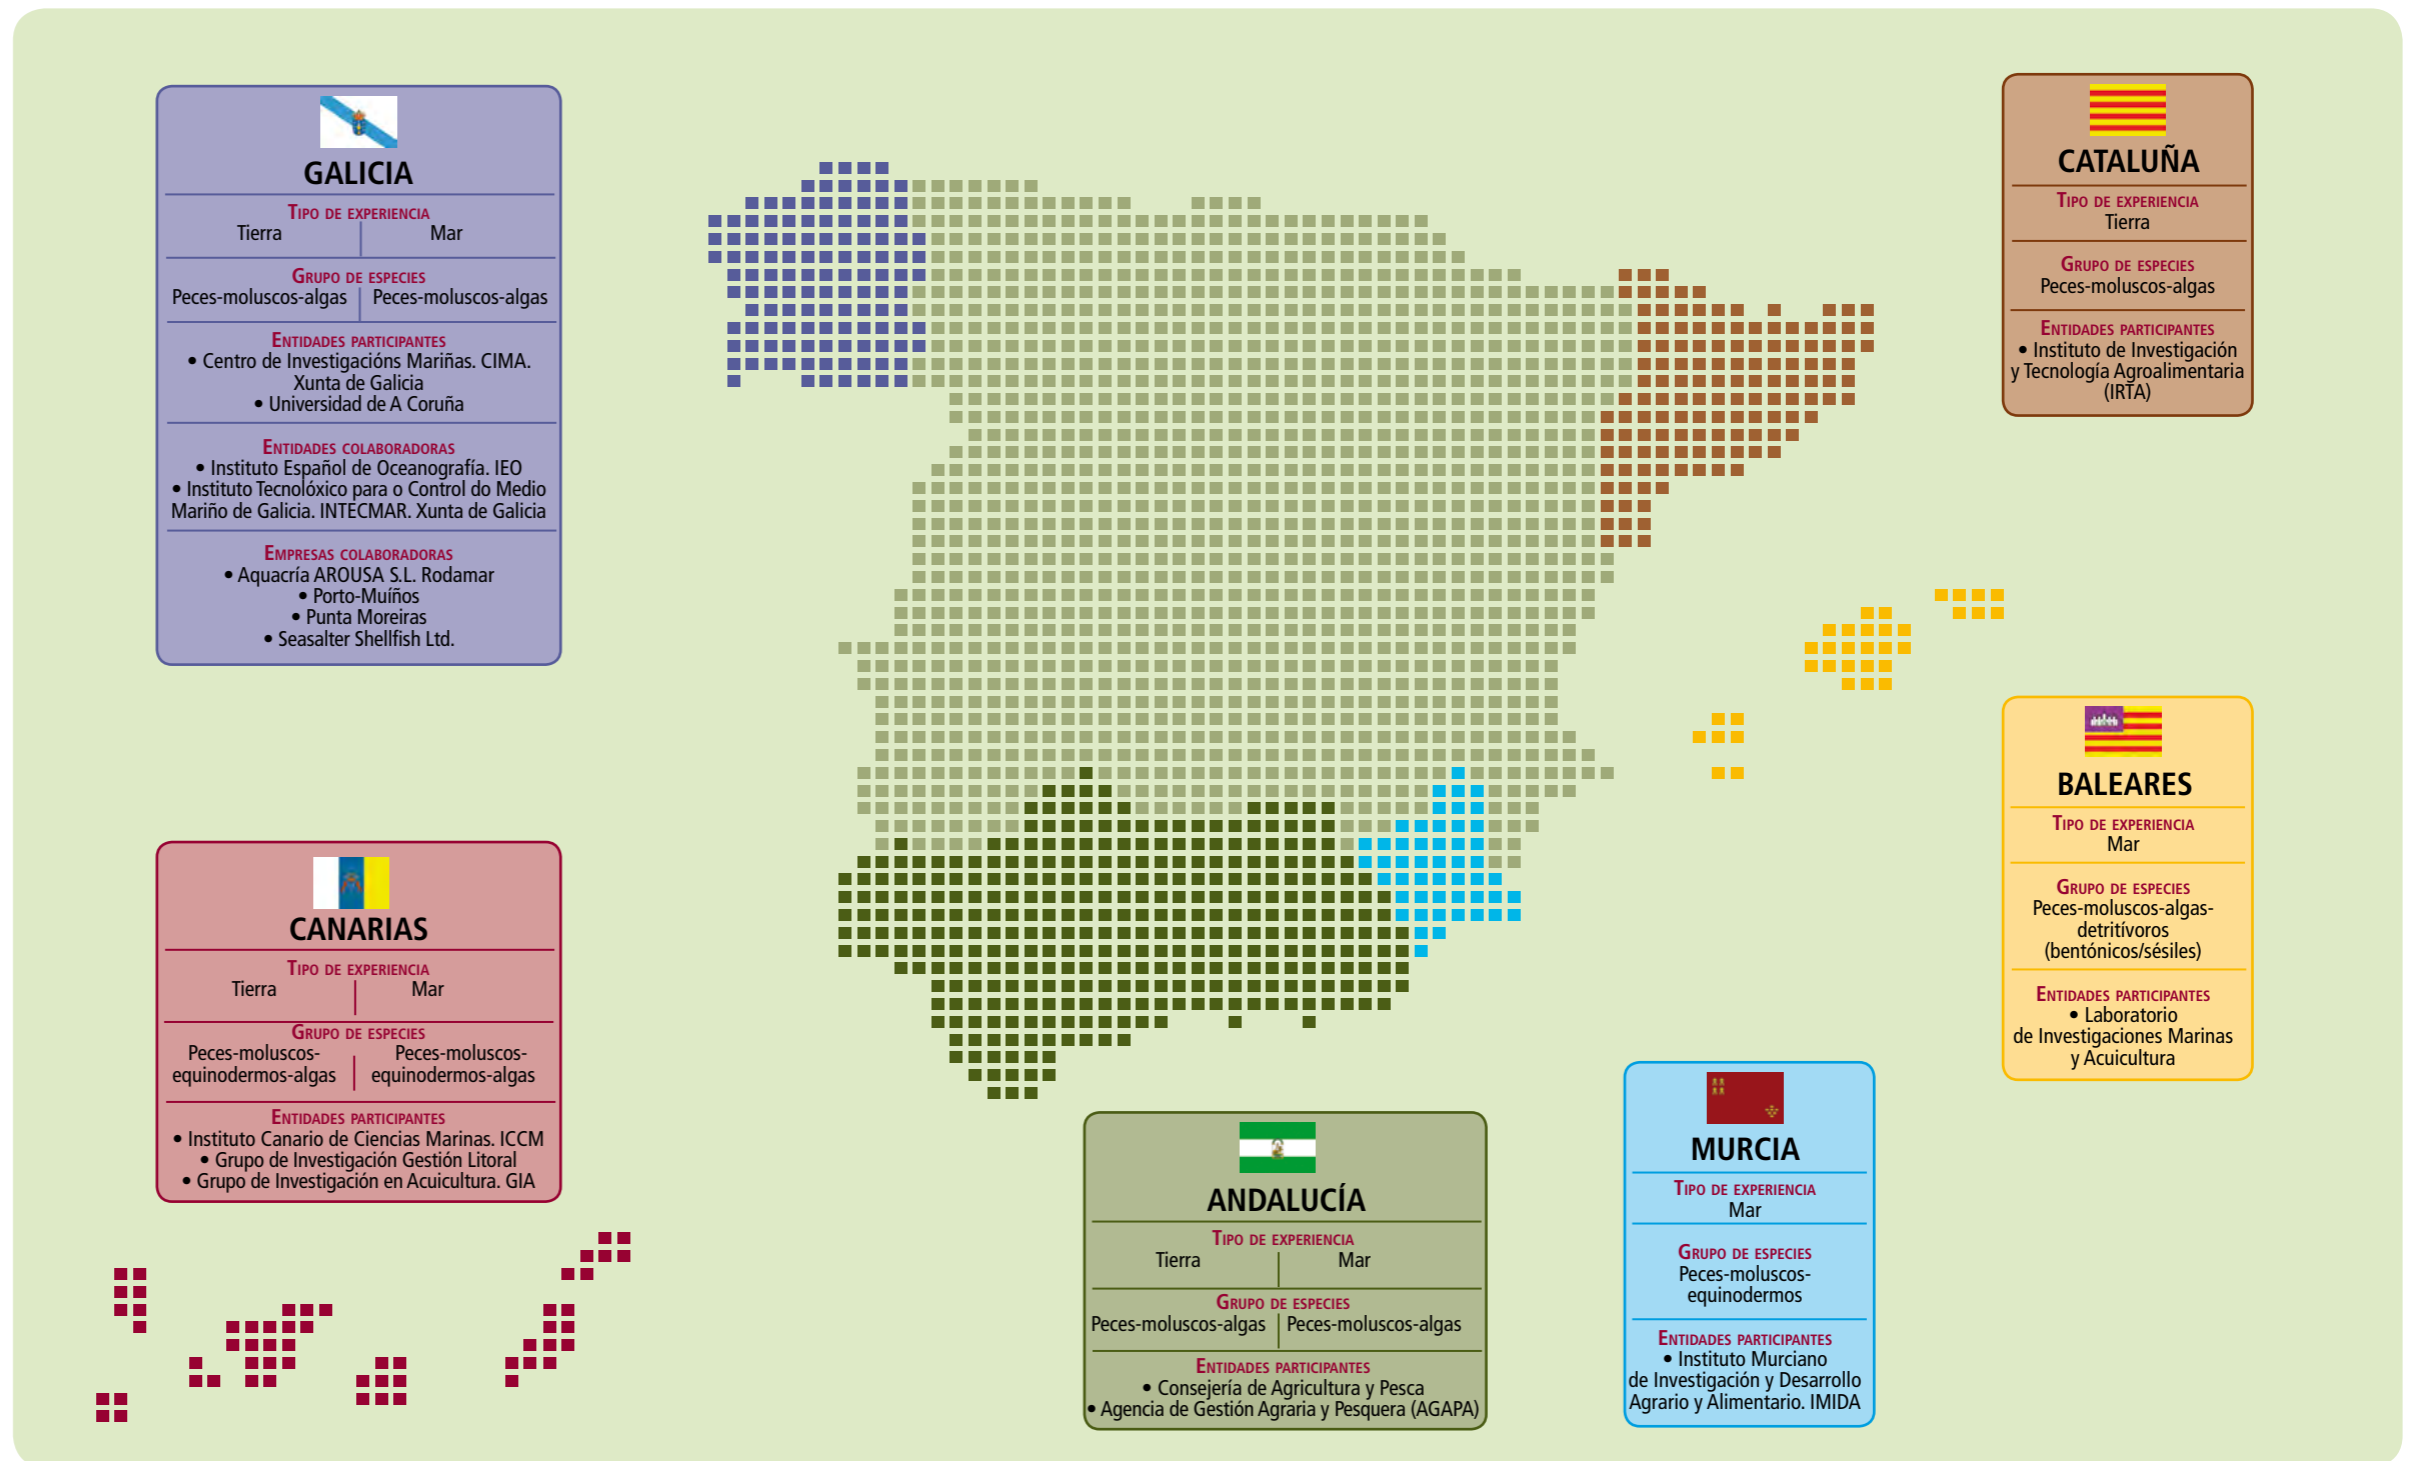 GALICIA
TIPO DE EXPERIENCIA
Tierra Mar
GRUPO DE ESPECIES
Peces-moluscos-algas Peces-moluscos-algas
ENTIDADES PARTICIPANTES
• Centro de Investigacións Mariñas. CIMA.
Xunta de Galicia
• Universidad de A Coruña
ENTIDADES COLABORADORAS
• Instituto Español de Oceanografía. IEO
• Instituto Tecnolóxico para o Control do Medio
Mariño de Galicia. INTECMAR. Xunta de Galicia
EMPRESAS COLABORADORAS
• Aquacría AROUSA S.L. Rodamar
• Porto-Muíños
• Punta Moreiras
• Seasalter Shellfish Ltd.
CATALUÑA
TIPO DE EXPERIENCIA
Tierra
GRUPO DE ESPECIES
Peces-moluscos-algas
ENTIDADES PARTICIPANTES
• Instituto de Investigación
y Tecnología Agroalimentaria
(IRTA)
BALEARES
TIPO DE EXPERIENCIA
Mar
GRUPO DE ESPECIES
Peces-moluscos-algas-
detritívoros
(bentónicos/sésiles)
ENTIDADES PARTICIPANTES
• Laboratorio
de Investigaciones Marinas
y Acuicultura
CANARIAS
TIPO DE EXPERIENCIA
Tierra Mar
GRUPO DE ESPECIES
Peces-moluscos- Peces-moluscos-
equinodermos-algas equinodermos-algas
ENTIDADES PARTICIPANTES
• Instituto Canario de Ciencias Marinas. ICCM
• Grupo de Investigación Gestión Litoral
• Grupo de Investigación en Acuicultura. GIA
ANDALUCÍA
TIPO DE EXPERIENCIA
Tierra Mar
GRUPO DE ESPECIES
Peces-moluscos-algas Peces-moluscos-algas
ENTIDADES PARTICIPANTES
• Consejería de Agricultura y Pesca
• Agencia de Gestión Agraria y Pesquera (AGAPA)
MURCIA
TIPO DE EXPERIENCIA
Mar
GRUPO DE ESPECIES
Peces-moluscos-
equinodermos
ENTIDADES PARTICIPANTES
• Instituto Murciano
de Investigación y Desarrollo
Agrario y Alimentario. IMIDA